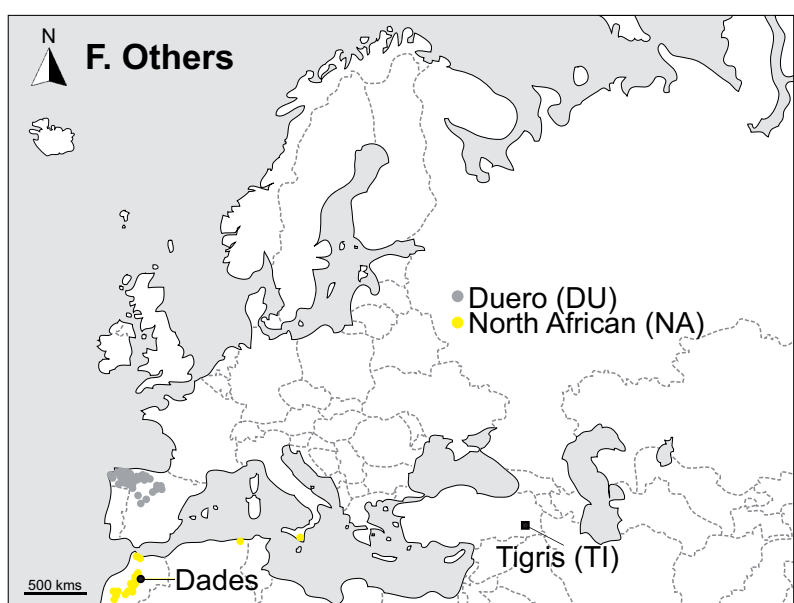 N
F. Others
Duero (DU)
North African (NA)
Tigris (TI)
Dades
500 kms